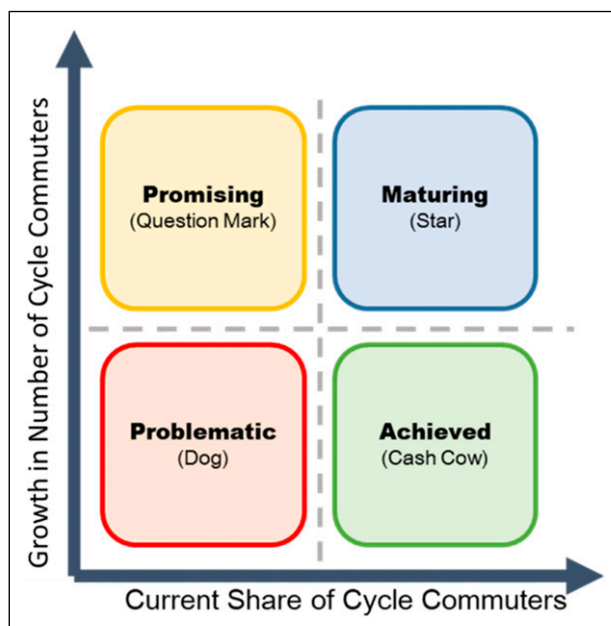 Growth in Number of Cycle Commuters
Promising
(Question Mark)
Maturing
(Star)
Problematic
(Dog)
Achieved
(Cash Cow)
Current Share of Cycle Commuters